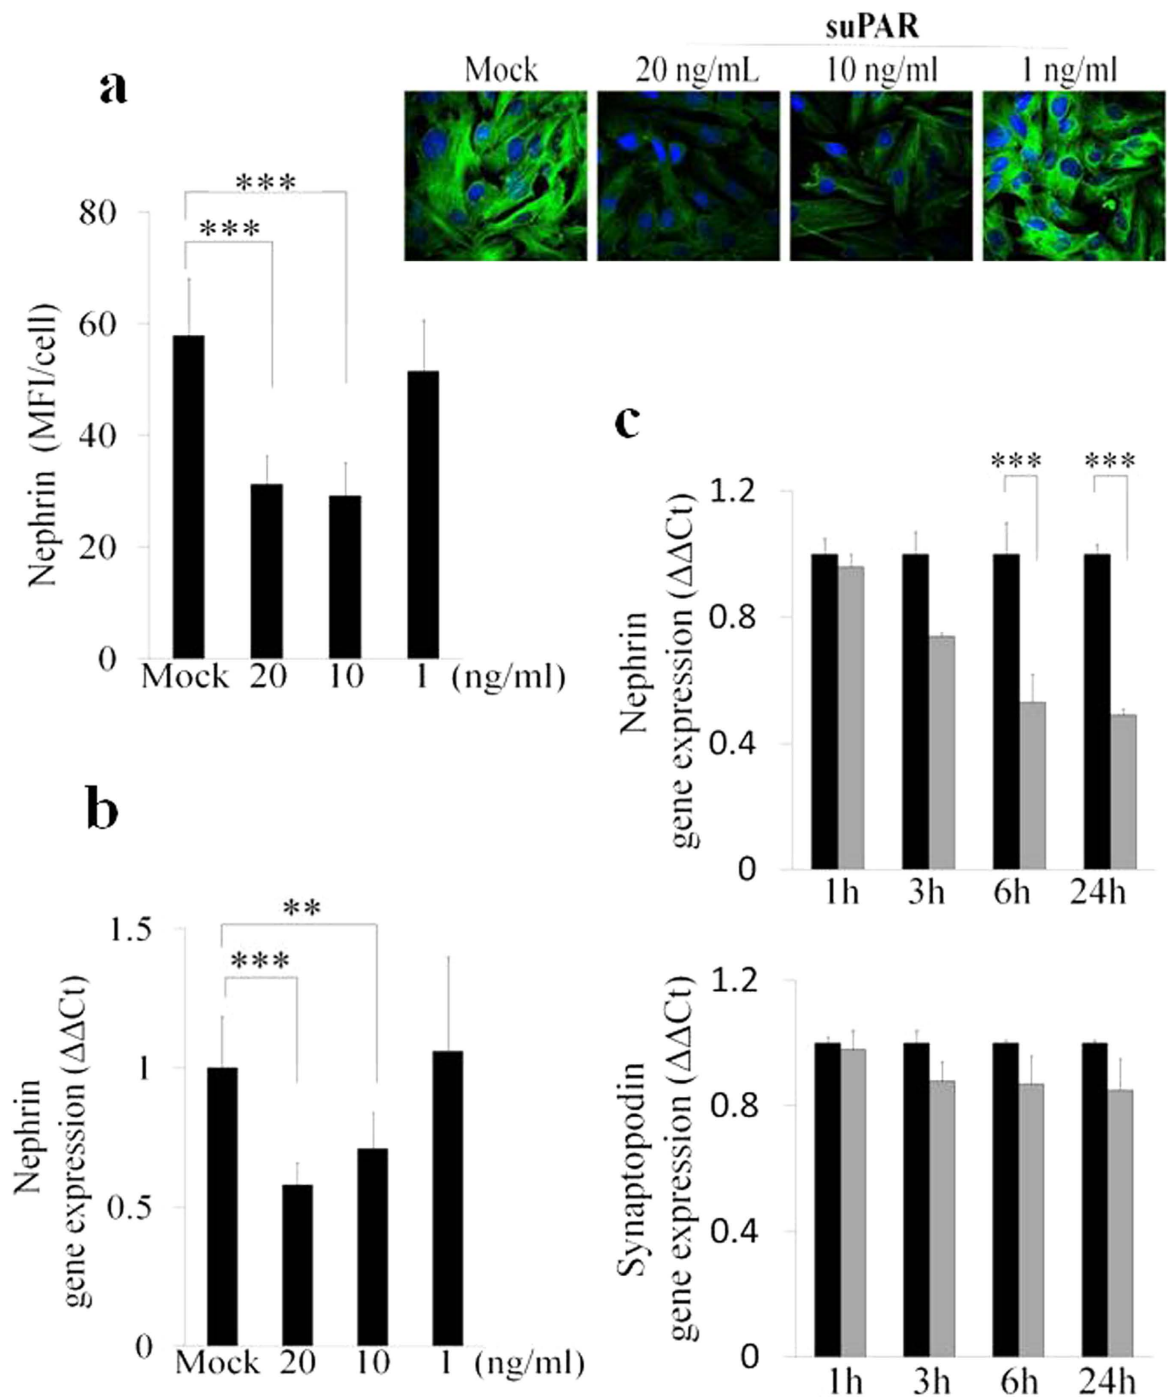 suPAR
Mock 20 ng/mL 10 ng/ml 1 ng/ml
a
***
***
80
60
40
20
0
Nephrin (MFI/cell)
Mock 20 10 1 (ng/ml)
b
**
***
1.5
1
0.5
0
Nephrin
gene expression (ΔΔCt)
Mock 20 10 1 (ng/ml)
c
*** ***
1.2
0.8
0.4
0
Nephrin
gene expression (ΔΔCt)
1h 3h 6h 24h
1.2
0.8
0.4
0
Synaptopodin
gene expression (ΔΔCt)
1h 3h 6h 24h